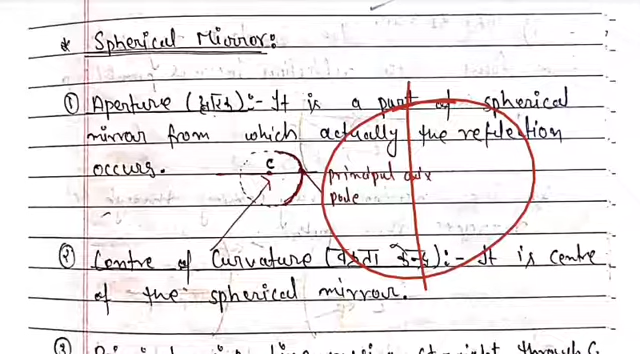 * Spherical Mirror:
① Aperture (द्वारक) :- It is a part of spherical
mirror from which actually the reflection
occurs.
C
principal axis
pole
② Centre of Curvature (वक्रता केन्द्र) :- It is centre
of the spherical mirror.